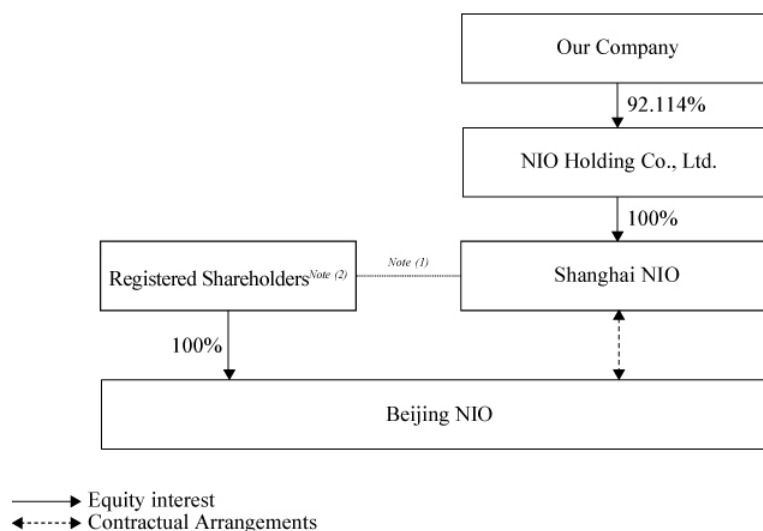 Our Company
92.114%
NIO Holding Co., Ltd.
100%
Registered Shareholders Note (2)
Note (1)
Shanghai NIO
100%
Beijing NIO
Equity interest
Contractual Arrangements